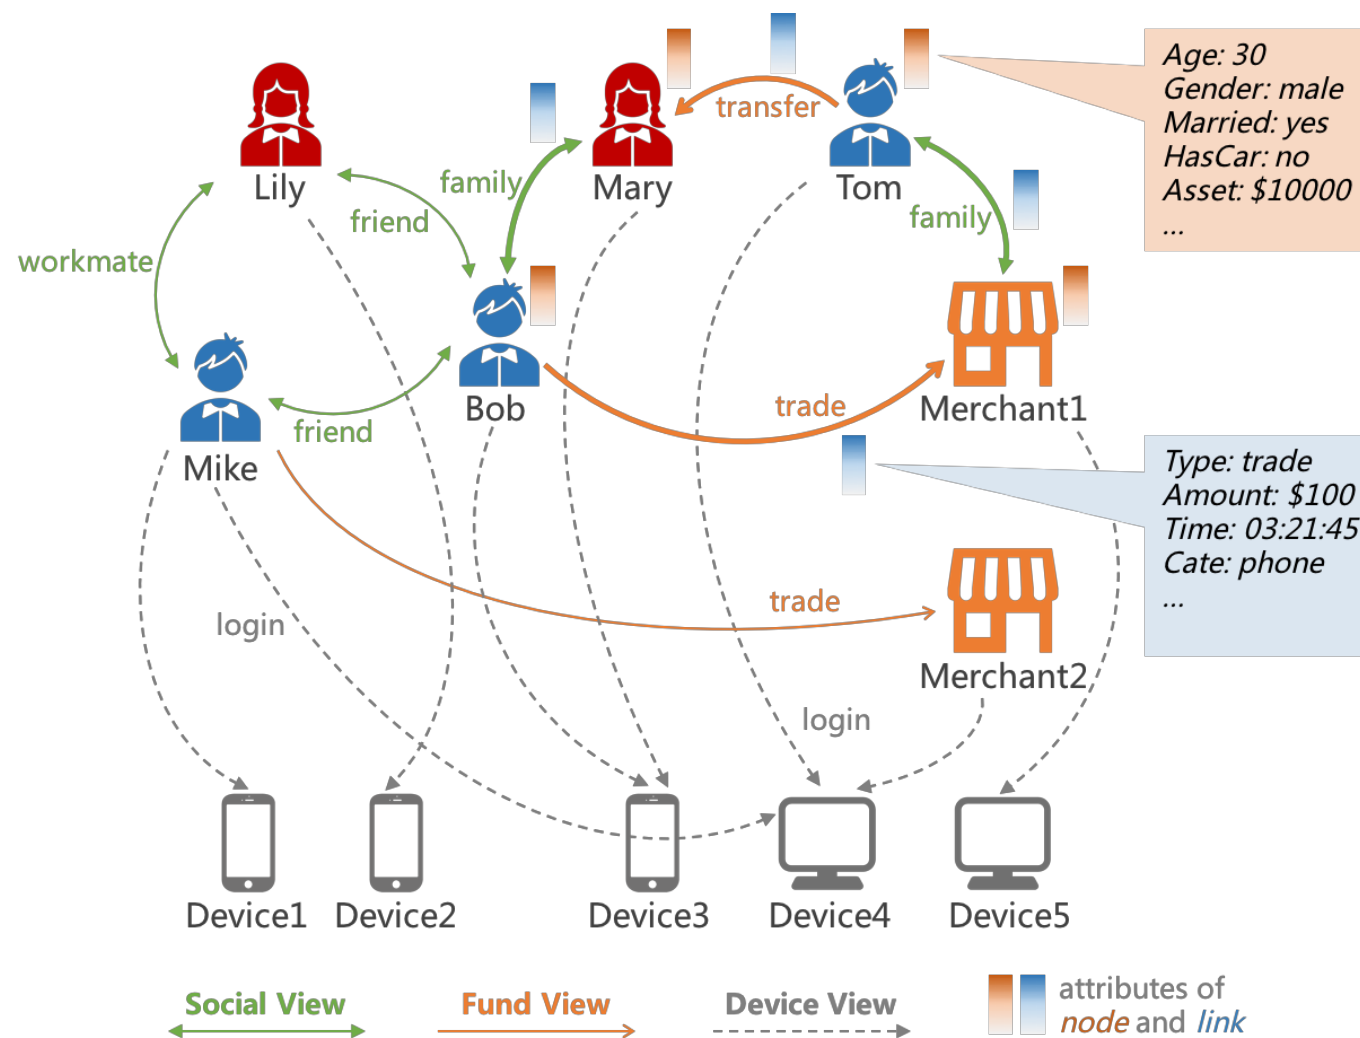 Age: 30
Gender: male
Married: yes
HasCar: no
Asset: $10000
...
transfer
Lily
family
Mary
Tom
friend
family
workmate
Bob
trade
Merchant1
friend
Mike
Type: trade
Amount: $100
Time: 03:21:45
Cate: phone
...
trade
login
Merchant2
login
Device1
Device2
Device3
Device4
Device5
Social View
Fund View
Device View
attributes of
node and link